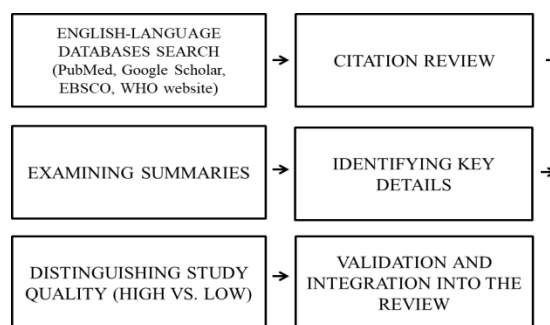 ENGLISH-LANGUAGE
DATABASES SEARCH
(PubMed, Google Scholar,
EBSCO, WHO website)
CITATION REVIEW
EXAMINING SUMMARIES
IDENTIFYING KEY
DETAILS
DISTINGUISHING STUDY
QUALITY (HIGH VS. LOW)
VALIDATION AND
INTEGRATION INTO THE
REVIEW